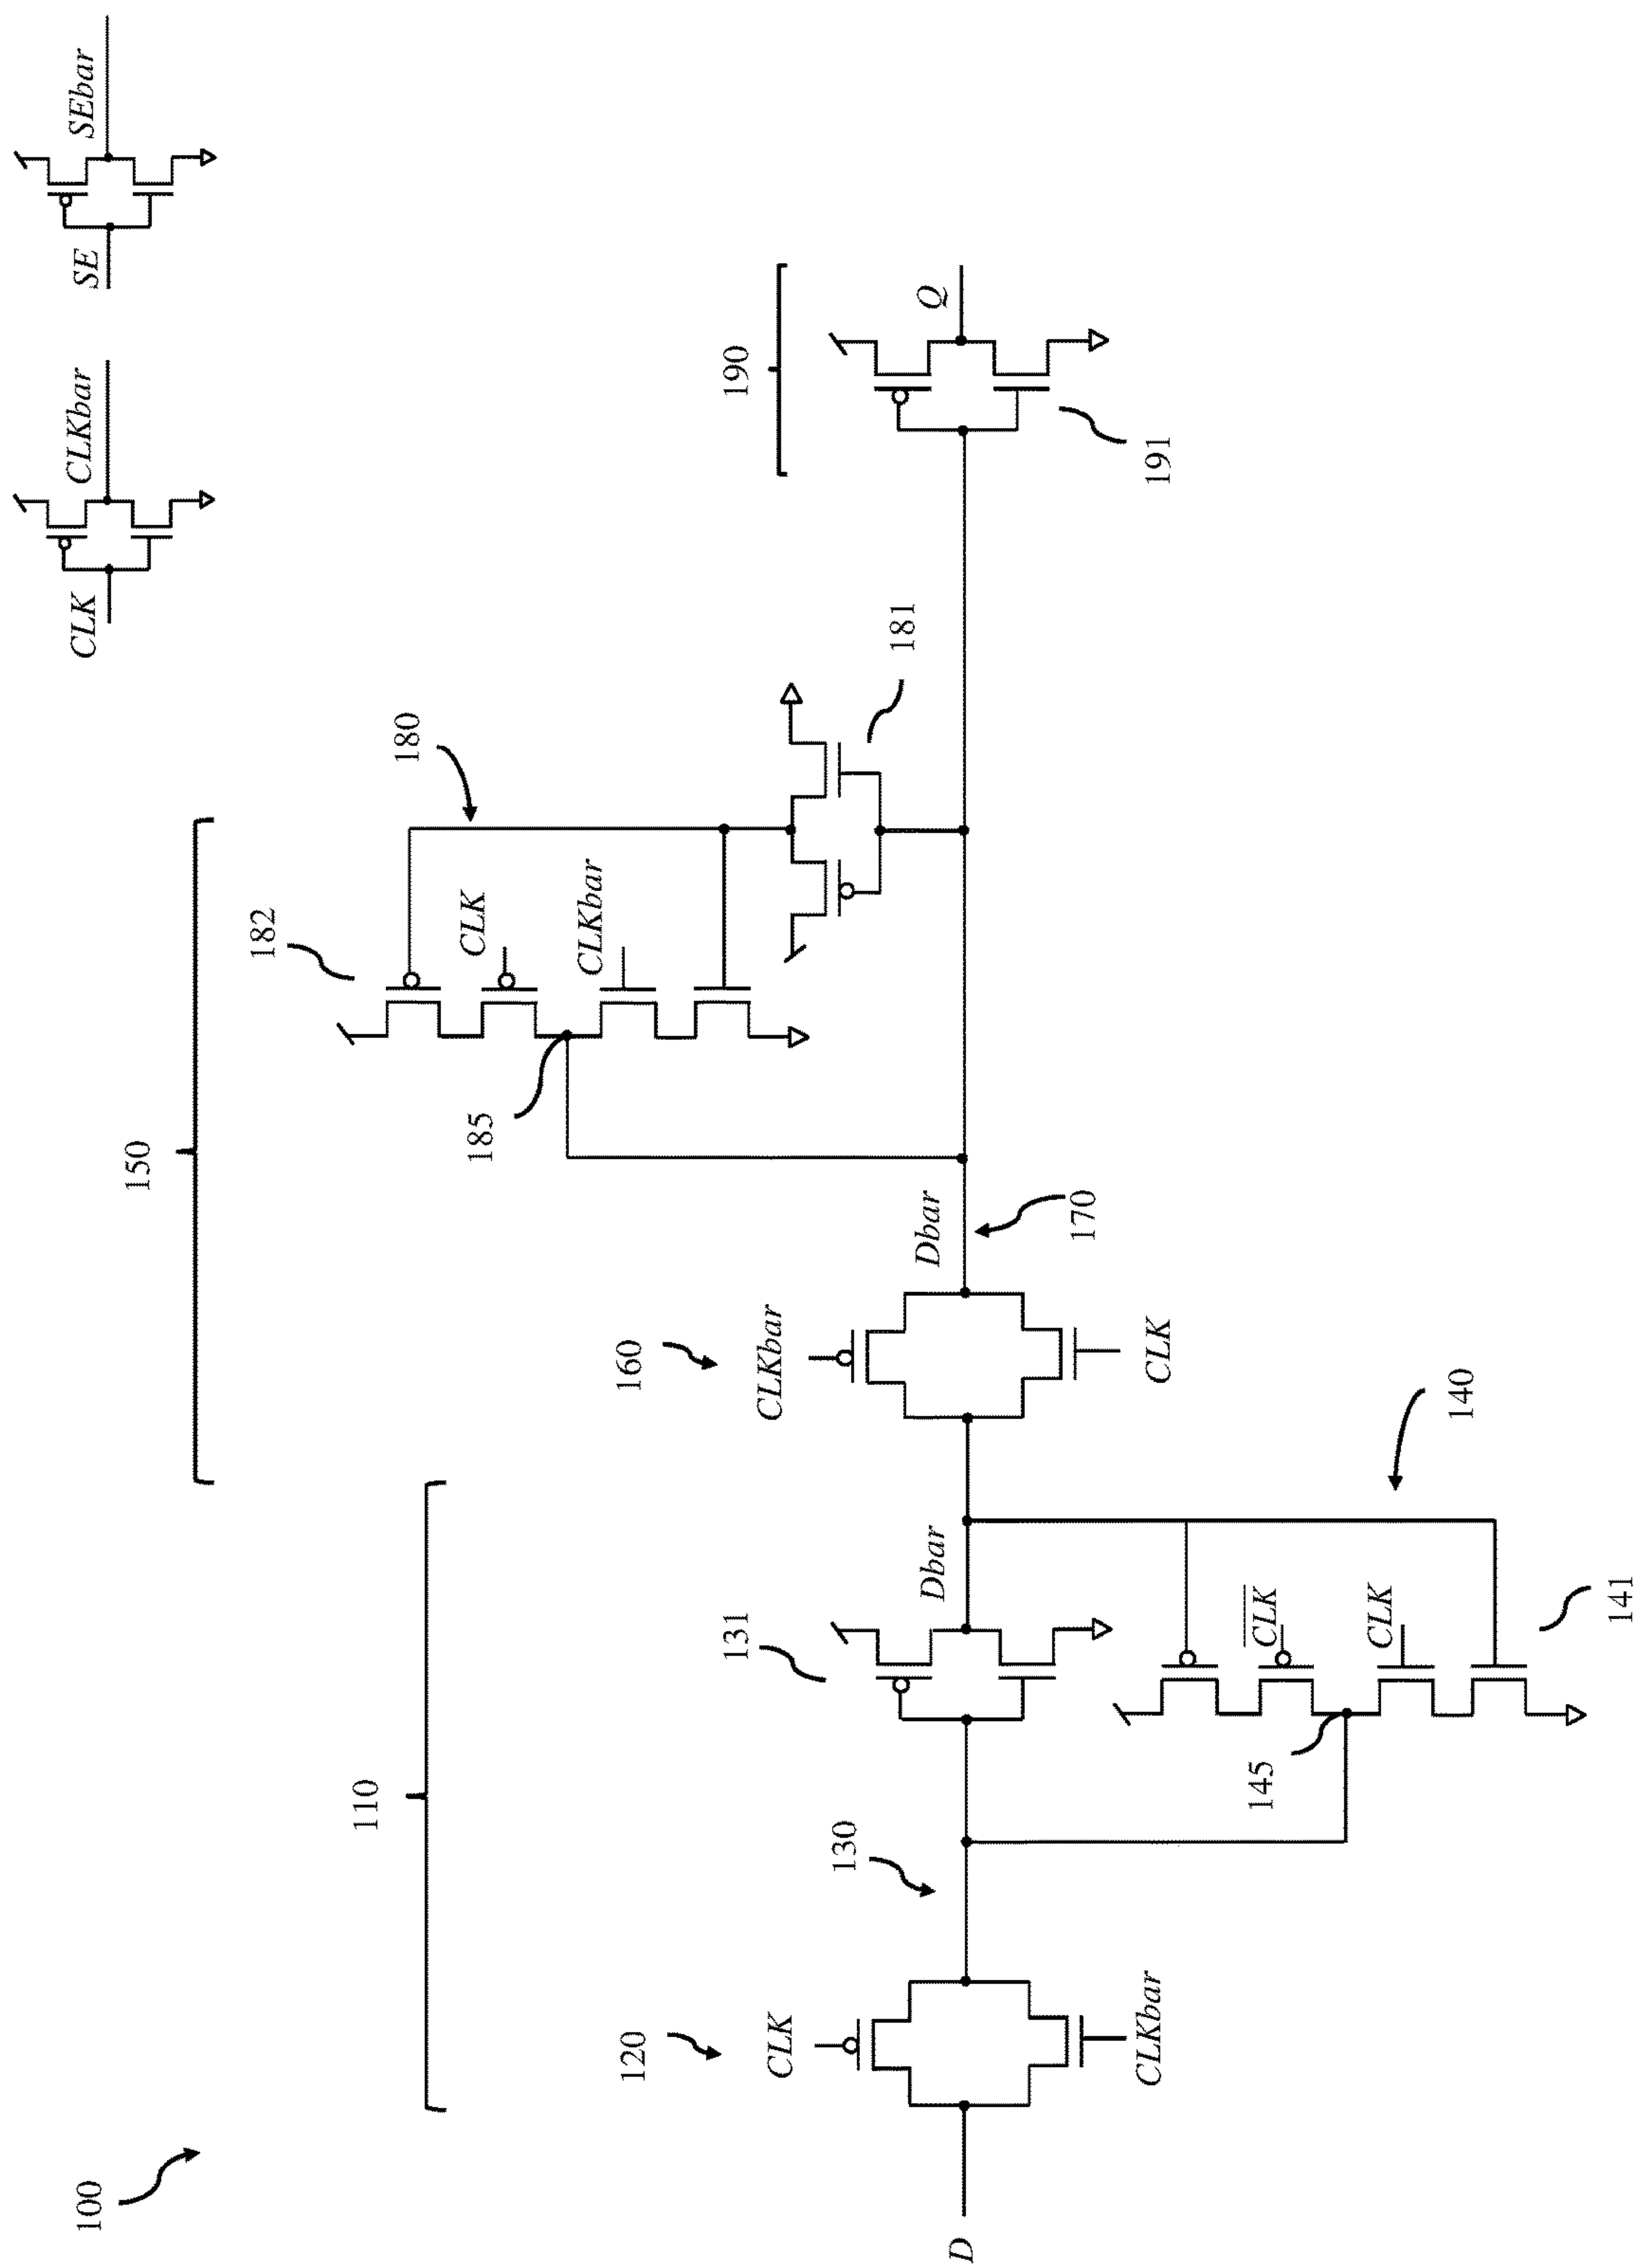 100
CLK
CLKbar
SE
SEbar
150
110
182
180
CLK
CLKbar
185
181
190
120
CLK
130
131
160
CLKbar
D
Dbar
Dbar
Q
170
191
CLKbar
145
CLK
CLK
CLK
140
141